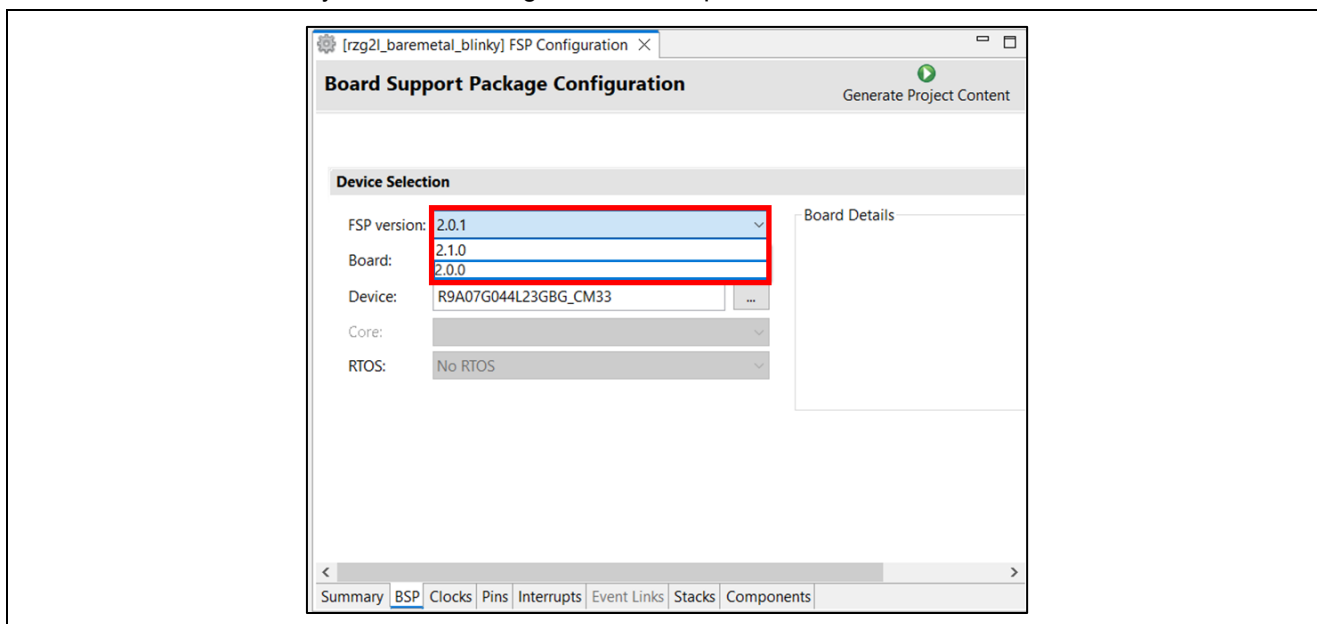 [rzg2l_baremetal_blinky] FSP Configuration
Board Support Package Configuration
Generate Project Content
Device Selection
FSP version: 2.0.1
Board Details
2.1.0
Board:
2.0.0
Device: R9A07G044L23GBG_CM33 ...
Core:
RTOS: No RTOS
Summary BSP Clocks Pins Interrupts Event Links Stacks Components